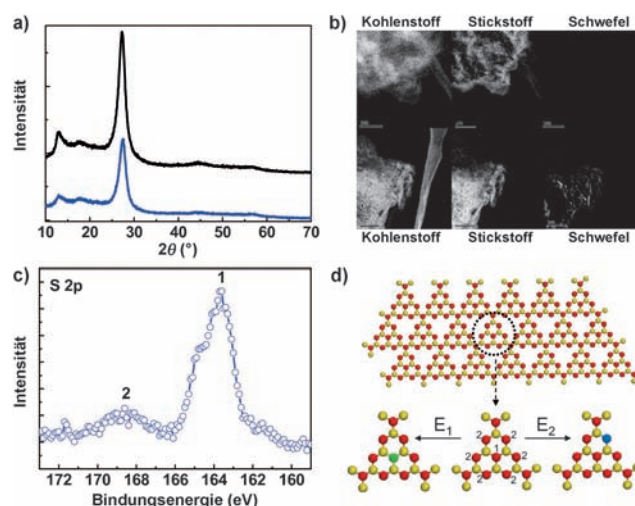 a)
Intensität
10 20 30 40 50 60 70
2θ (°)
b)
Kohlenstoff Stickstoff Schwefel
Kohlenstoff Stickstoff Schwefel
c)
S 2p
1
2
Intensität
172 170 168 166 164 162 160
Bindungsenergie (eV)
d)
E₁ E₂
2 2
1
2 2
2 2